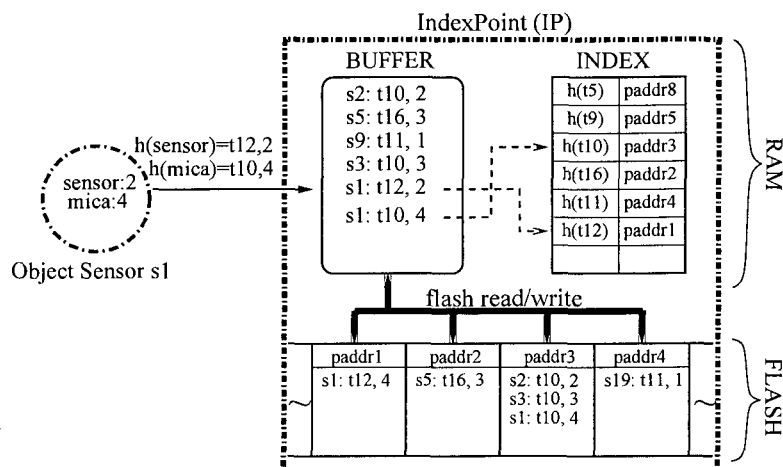 IndexPoint (IP)
BUFFER
s2: t10, 2
s5: t16, 3
s9: t11, 1
s3: t10, 3
s1: t12, 2
s1: t10, 4
INDEX
h(t5) paddr8
h(t9) paddr5
h(t10) paddr3
h(t16) paddr2
h(t11) paddr4
h(t12) paddr1
RAM
h(sensor)=t12,2
h(mica)=t10,4
sensor:2
mica:4
Object Sensor s1
flash read/write
paddr1 paddr2 paddr3 paddr4
s1: t12, 4 s5: t16, 3 s2: t10, 2 s19: t11, 1
s3: t10, 3
s1: t10, 4
FLASH